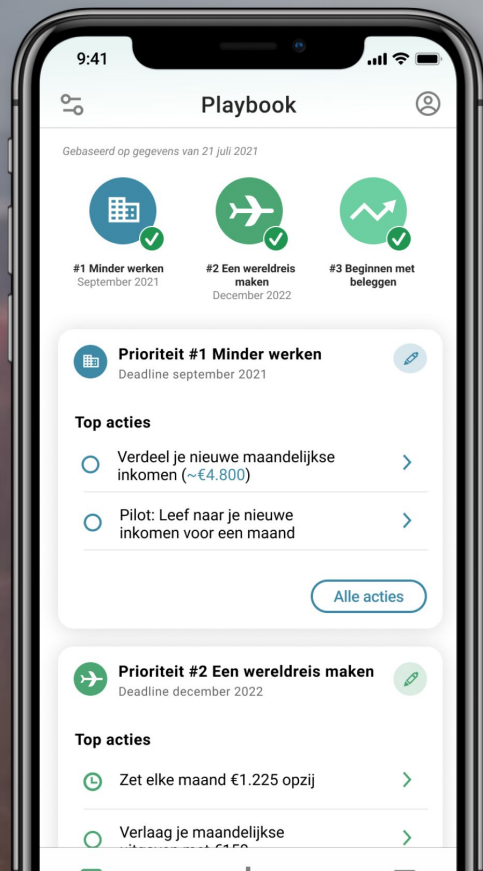 9:41
Playbook
Gebaseerd op gegevens van 21 juli 2021
#1 Minder werken
September 2021
#2 Een wereldreis
maken
December 2022
#3 Beginnen met
beleggen
Prioriteit #1 Minder werken
Deadline september 2021
Top acties
Verdeel je nieuwe maandelijkse
inkomen (~€4.800)
Pilot: Leef naar je nieuwe
inkomen voor een maand
Alle acties
Prioriteit #2 Een wereldreis maken
Deadline december 2022
Top acties
Zet elke maand €1.225 opzij
Verlaag je maandelijkse